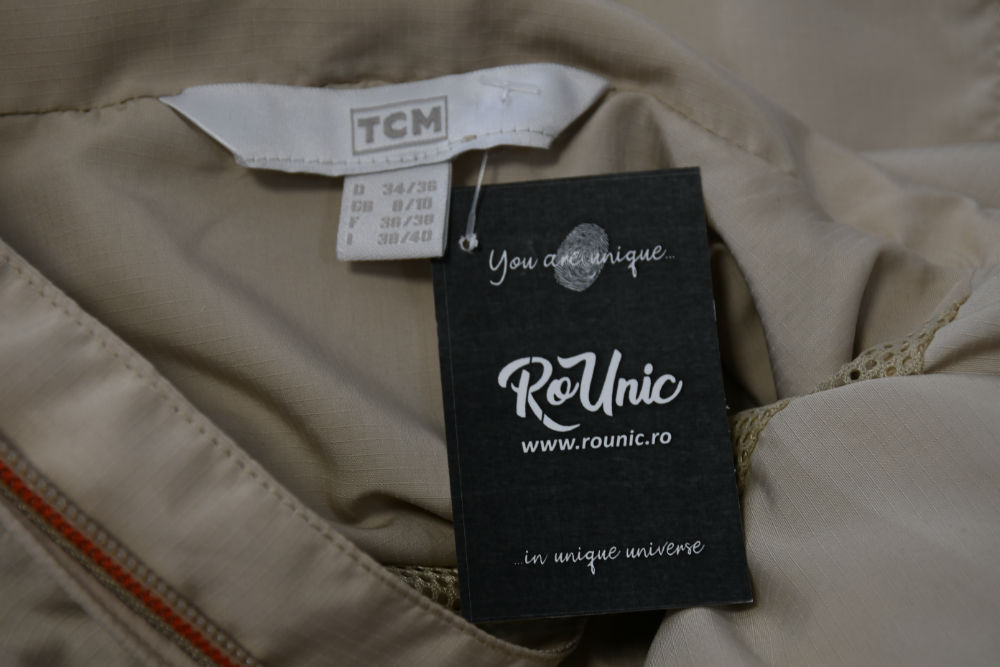 TCM
D 34/36
GB 8/10
F 36/38
I 38/40
You are unique...
RoUnic
www.rounic.ro
...in unique universe